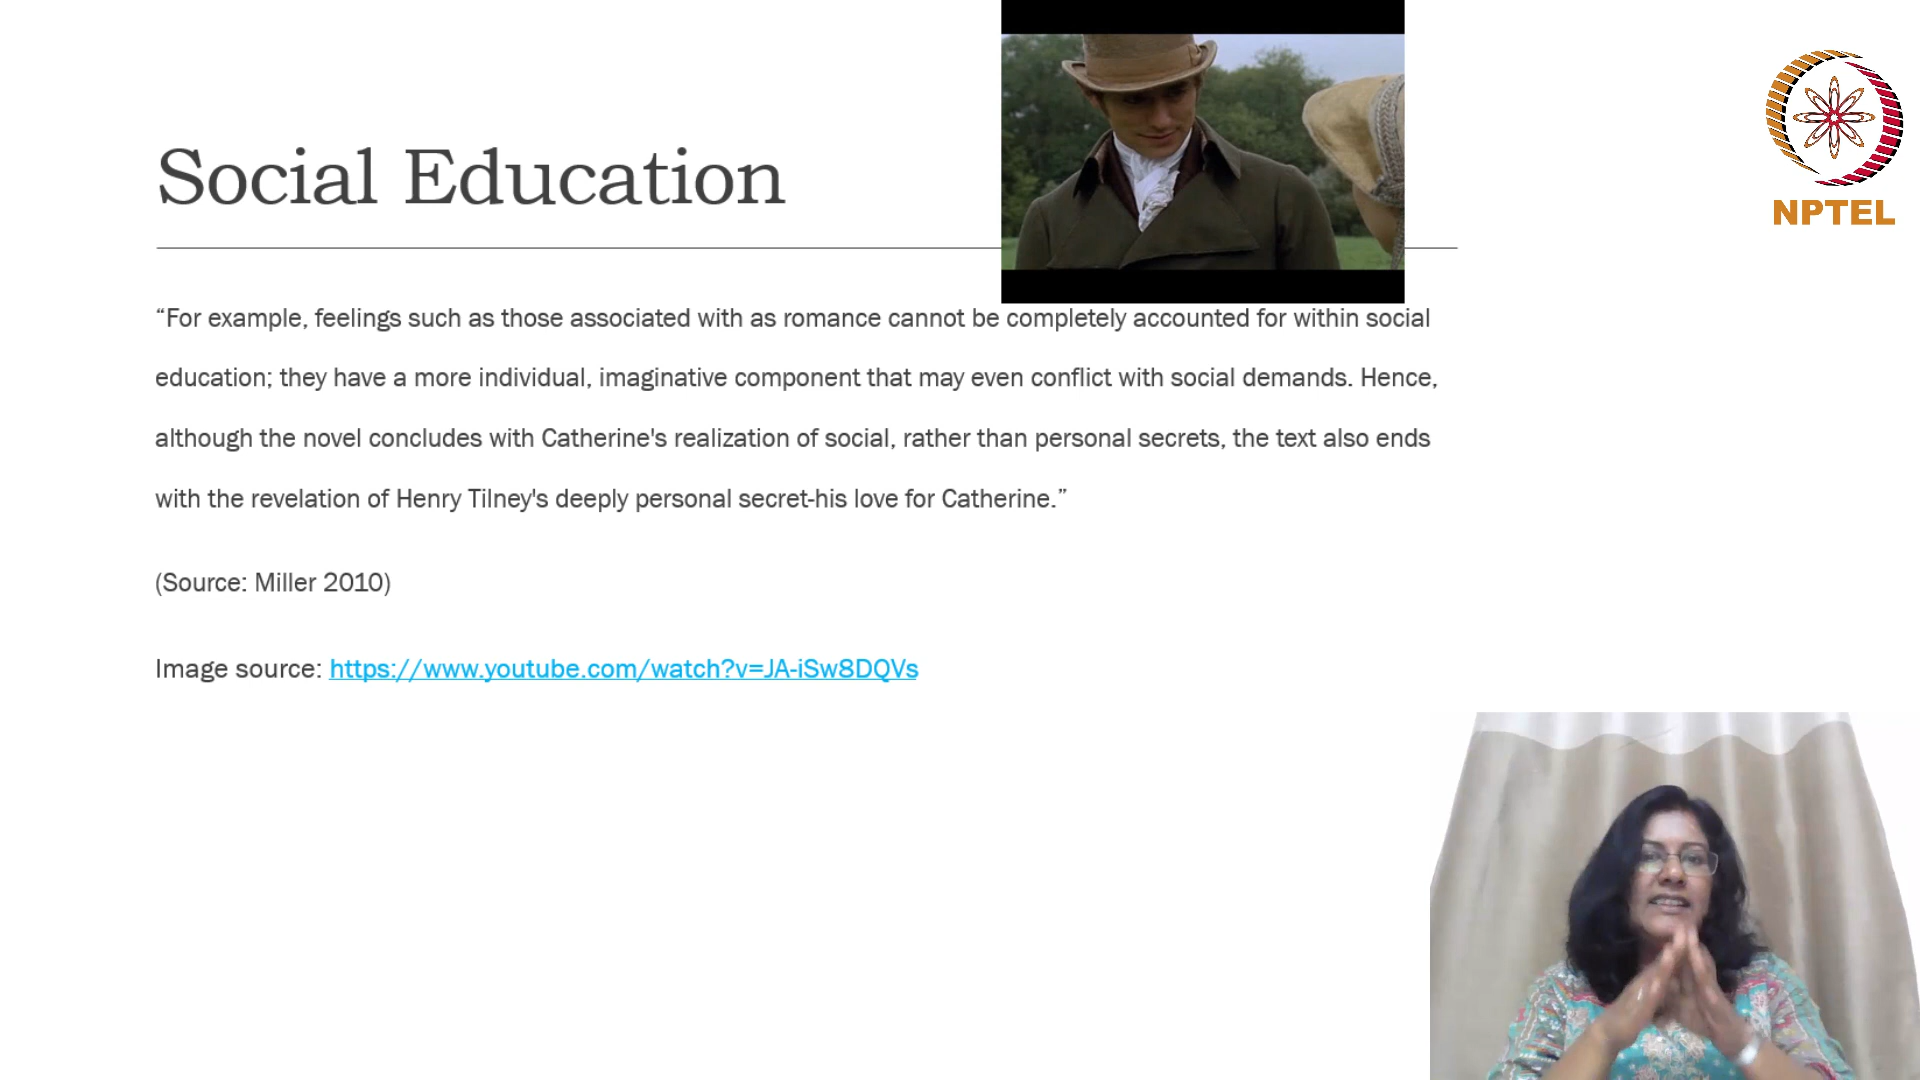 Social Education
NPTEL
“For example, feelings such as those associated with as romance cannot be completely accounted for within social
education; they have a more individual, imaginative component that may even conflict with social demands. Hence,
although the novel concludes with Catherine's realization of social, rather than personal secrets, the text also ends
with the revelation of Henry Tilney's deeply personal secret-his love for Catherine.”
(Source: Miller 2010)
Image source: https://www.youtube.com/watch?v=JA-iSw8DQVs